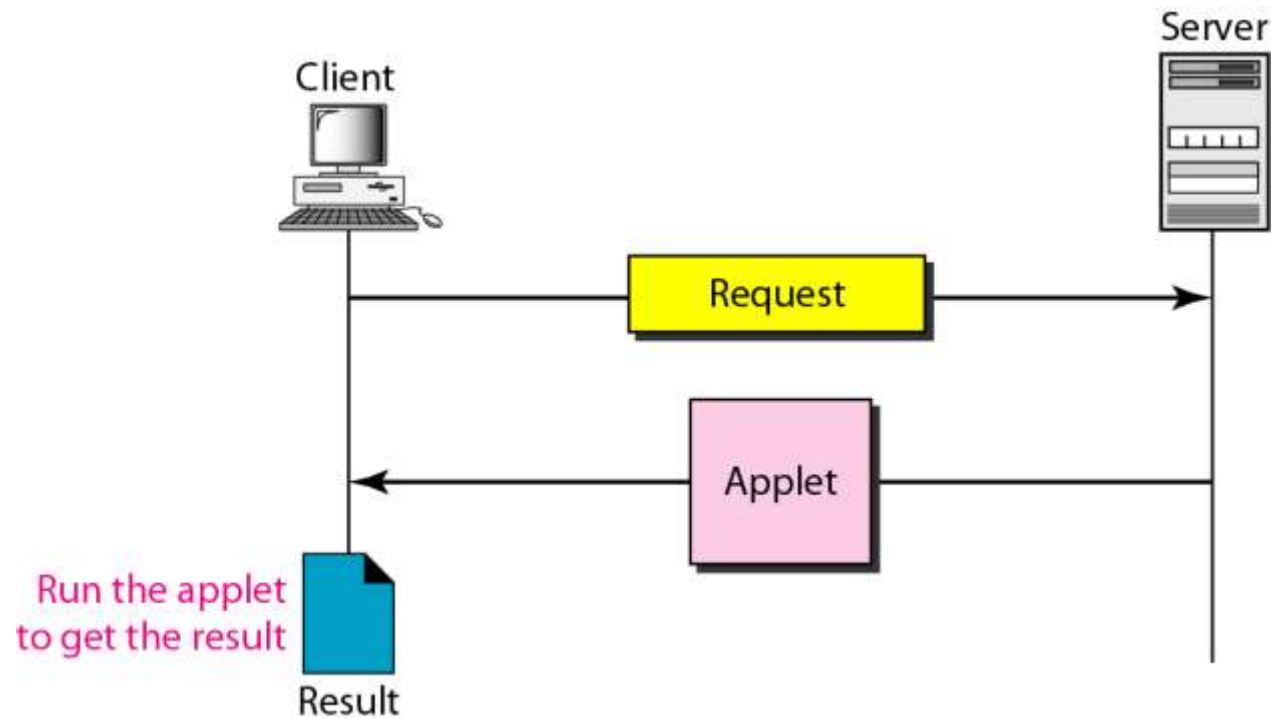 Server
Client
Request
Applet
Run the applet
to get the result
Result